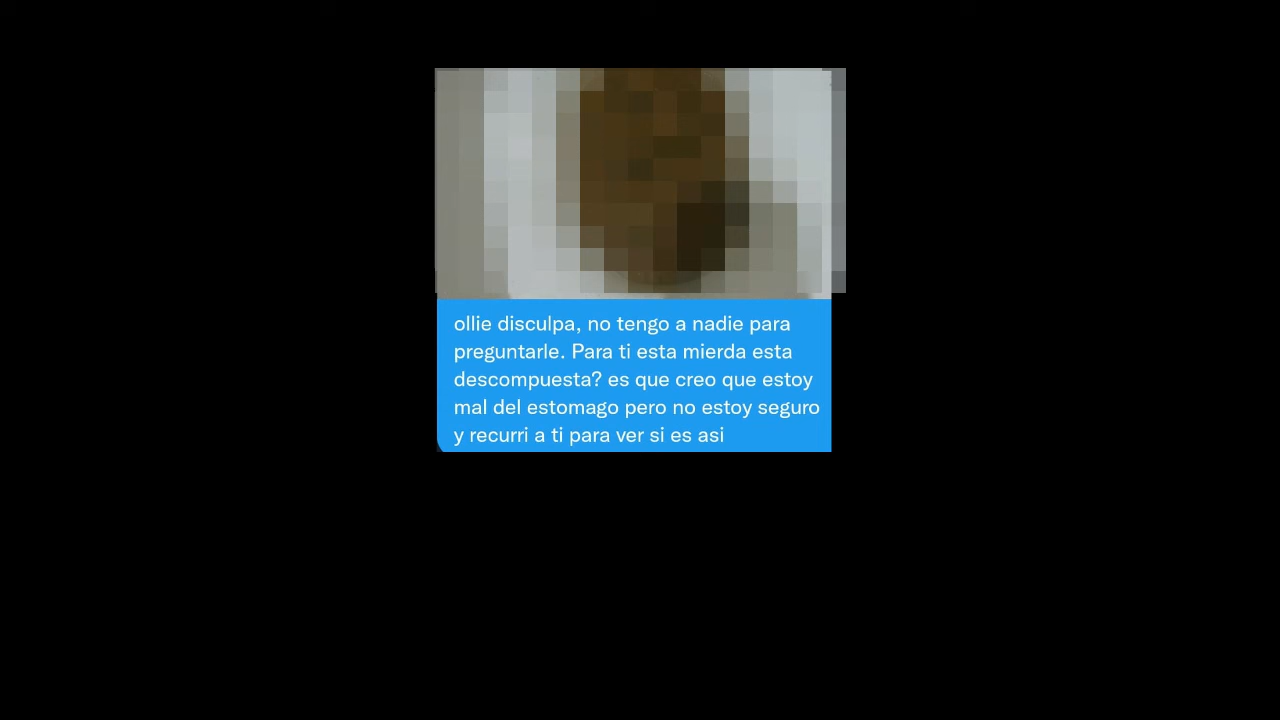 ollie disculpa, no tengo a nadie para
preguntarle. Para ti esta mierda esta
descompuesta? es que creo que estoy
mal del estomago pero no estoy seguro
y recurri a ti para ver si es asi